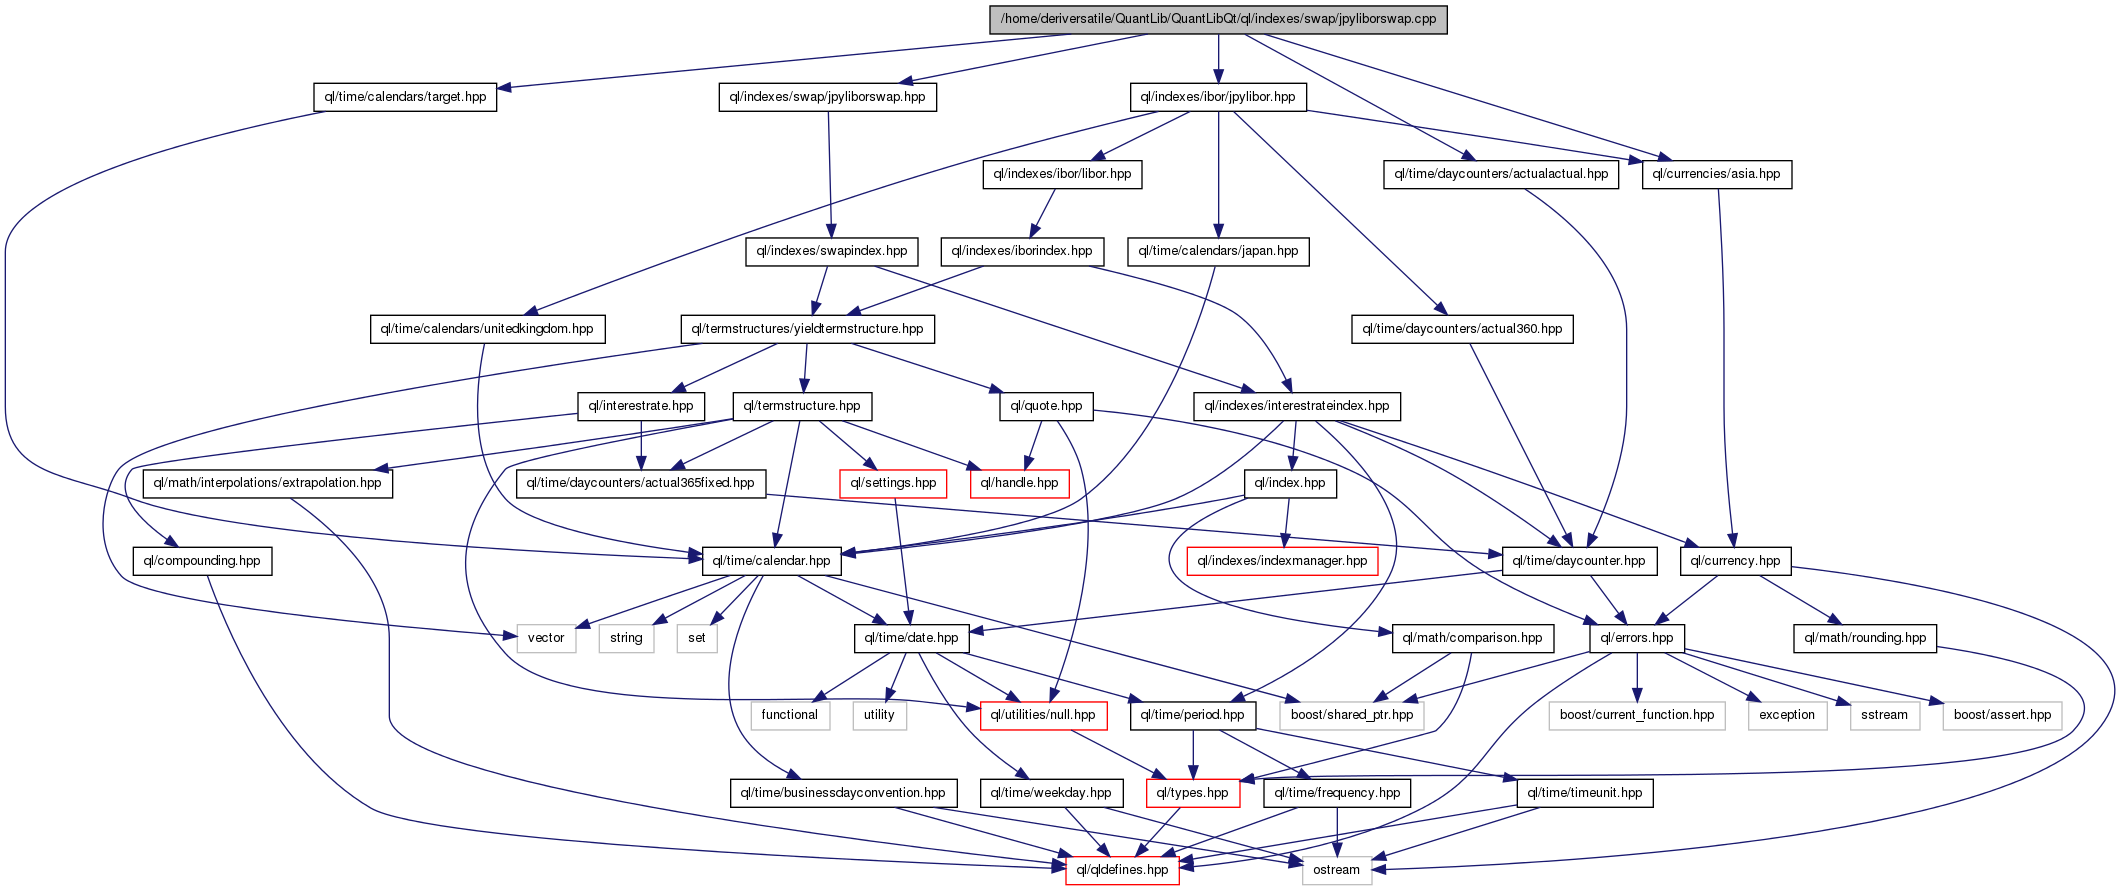 /home/deriversatile/QuantLib/QuantLibQt/ql/indexes/swap/jpyliborswap.cpp
ql/time/calendars/target.hpp
ql/indexes/swap/jpyliborswap.hpp
ql/indexes/ibor/jpylibor.hpp
ql/indexes/ibor/libor.hpp
ql/time/daycounters/actualactual.hpp
ql/currencies/asia.hpp
ql/indexes/swapindex.hpp
ql/indexes/iborindex.hpp
ql/time/calendars/japan.hpp
ql/time/calendars/unitedkingdom.hpp
ql/termstructures/yieldtermstructure.hpp
ql/time/daycounters/actual360.hpp
ql/interestrate.hpp
ql/termstructure.hpp
ql/quote.hpp
ql/indexes/interestrateindex.hpp
ql/math/interpolations/extrapolation.hpp
ql/time/daycounters/actual365fixed.hpp
ql/settings.hpp
ql/handle.hpp
ql/index.hpp
ql/compounding.hpp
ql/time/calendar.hpp
ql/indexes/indexmanager.hpp
ql/time/daycounter.hpp
ql/currency.hpp
vector
string
set
ql/time/date.hpp
ql/math/comparison.hpp
ql/errors.hpp
ql/math/rounding.hpp
functional
utility
ql/utilities/null.hpp
ql/time/period.hpp
boost/shared_ptr.hpp
boost/current_function.hpp
exception
sstream
boost/assert.hpp
ql/time/businessdayconvention.hpp
ql/time/weekday.hpp
ql/types.hpp
ql/time/frequency.hpp
ql/time/timeunit.hpp
ql/qldefines.hpp
ostream